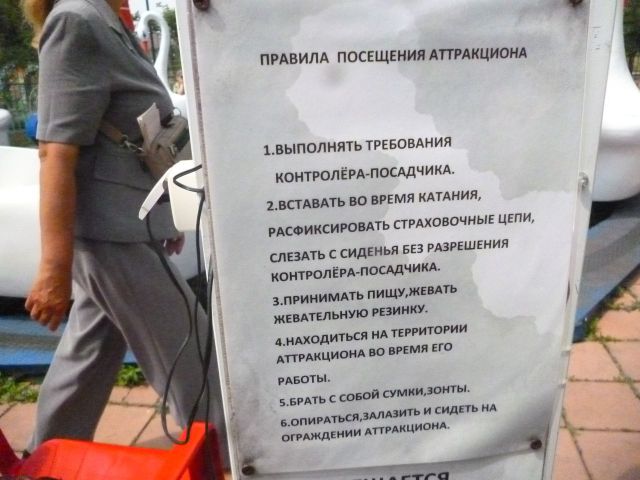 ПРАВИЛА ПОСЕЩЕНИЯ АТТРАКЦИОНА
1.ВЫПОЛНЯТЬ ТРЕБОВАНИЯ
КОНТРОЛЁРА-ПОСАДЧИКА.
2.ВСТАВАТЬ ВО ВРЕМЯ КАТАНИЯ,
РАСФИКСИРОВАТЬ СТРАХОВОЧНЫЕ ЦЕПИ,
СЛЕЗАТЬ С СИДЕНЬЯ БЕЗ РАЗРЕШЕНИЯ
КОНТРОЛЁРА-ПОСАДЧИКА.
3.ПРИНИМАТЬ ПИЩУ,ЖЕВАТЬ
ЖЕВАТЕЛЬНУЮ РЕЗИНКУ.
4.НАХОДИТЬСЯ НА ТЕРРИТОРИИ
АТТРАКЦИОНА ВО ВРЕМЯ ЕГО
РАБОТЫ.
5.БРАТЬ С СОБОЙ СУМКИ,ЗОНТЫ.
6.ОПИРАТЬСЯ,ЗАЛАЗИТЬ И СИДЕТЬ НА
ОГРАЖДЕНИИ АТТРАКЦИОНА.